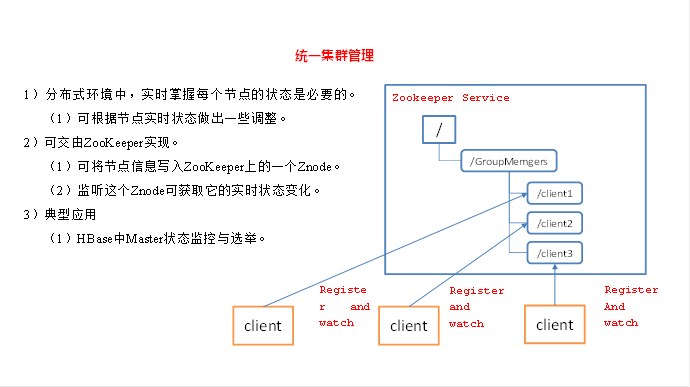 统一集群管理
1）分布式环境中，实时掌握每个节点的状态是必要的。
（1）可根据节点实时状态做出一些调整。
2）可交由ZooKeeper实现。
（1）可将节点信息写入ZooKeeper上的一个Znode。
（2）监听这个Znode可获取它的实时状态变化。
3）典型应用
（1）HBase中Master状态监控与选举。
Zookeeper Service
/
/GroupMemgers
/client1
/client2
/client3
Registe
r and
watch
Register
and
watch
Register
And
watch
client
client
client